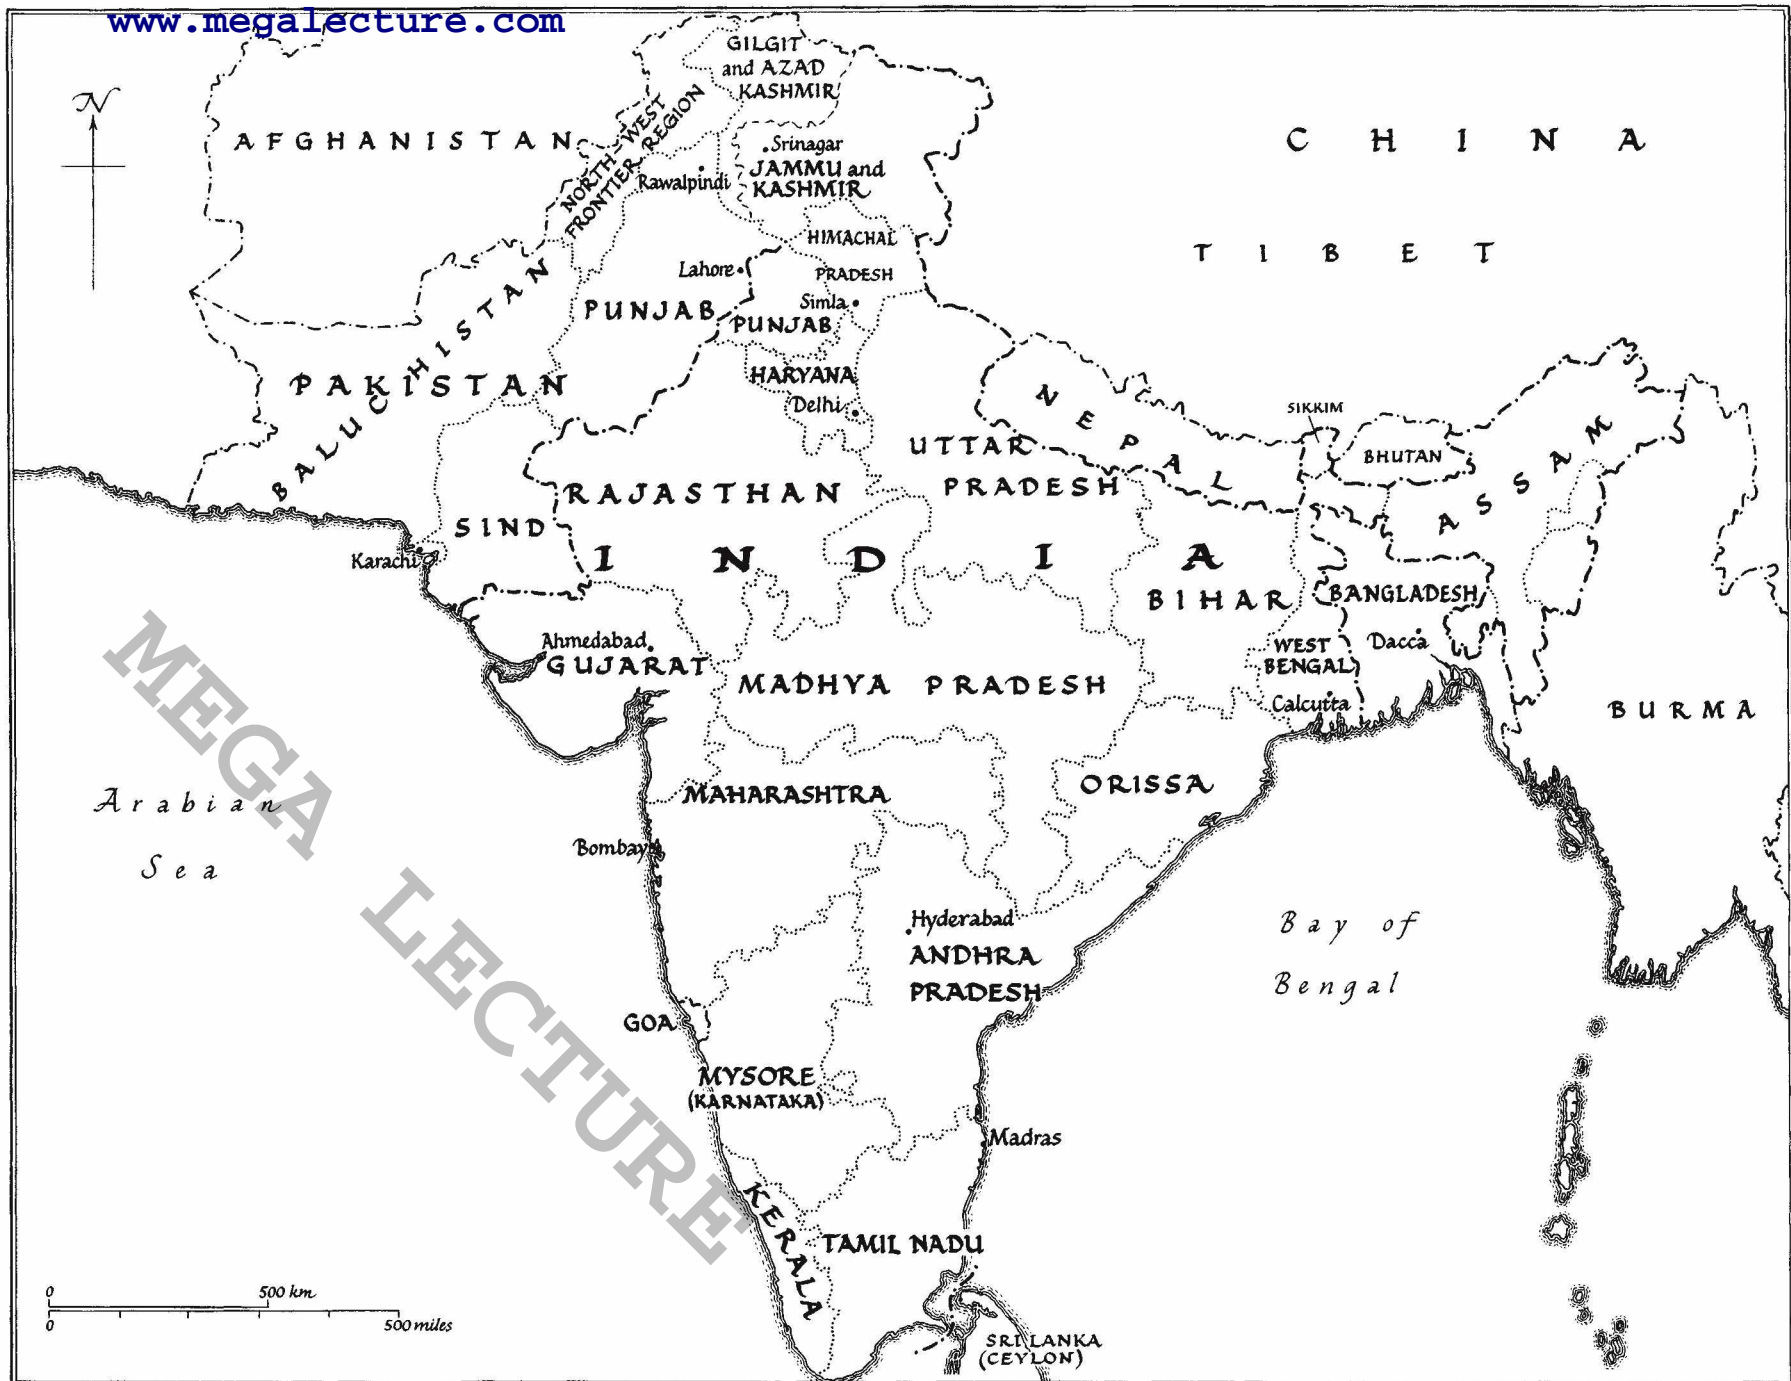 www.megalecture.com
GILGIT
and AZAD
KASHMIR
N
AFGHANISTAN
NORTH-WEST
FRONTIER REGION
CHINA
Srinagar
JAMMU and
KASHMIR
Rawalpindi
TIBET
HIMACHAL
PRADESH
Lahore
Simla
PUNJAB
PUNJAB
BALUCHISTAN
PAKISTAN
HARYANA
Delhi
NEPAL
SIKKIM
BHUTAN
ASSAM
UTTAR
PRADESH
RAJASTHAN
SIND
Karachi
INDIA
BIHAR
BANGLADESH
Dacca
WEST
BENGAL
Calcutta
Ahmedabad
GUJARAT
MADHYA PRADESH
BURMA
Arabian
Sea
MAHARASHTRA
ORISSA
Bombay
Hyderabad
ANDHRA
PRADESH
Bay of
Bengal
GOA
MYSORE
(KARNATAKA)
Madras
KERALA
TAMIL NADU
SRI LANKA
(CEYLON)
0 500 km
0 500 miles
MEGA LECTURE